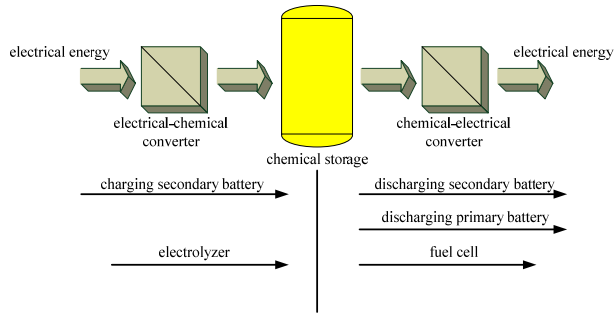 electrical energy
electrical energy
electrical-chemical
converter
chemical-electrical
converter
chemical storage
charging secondary battery
discharging secondary battery
discharging primary battery
electrolyzer
fuel cell